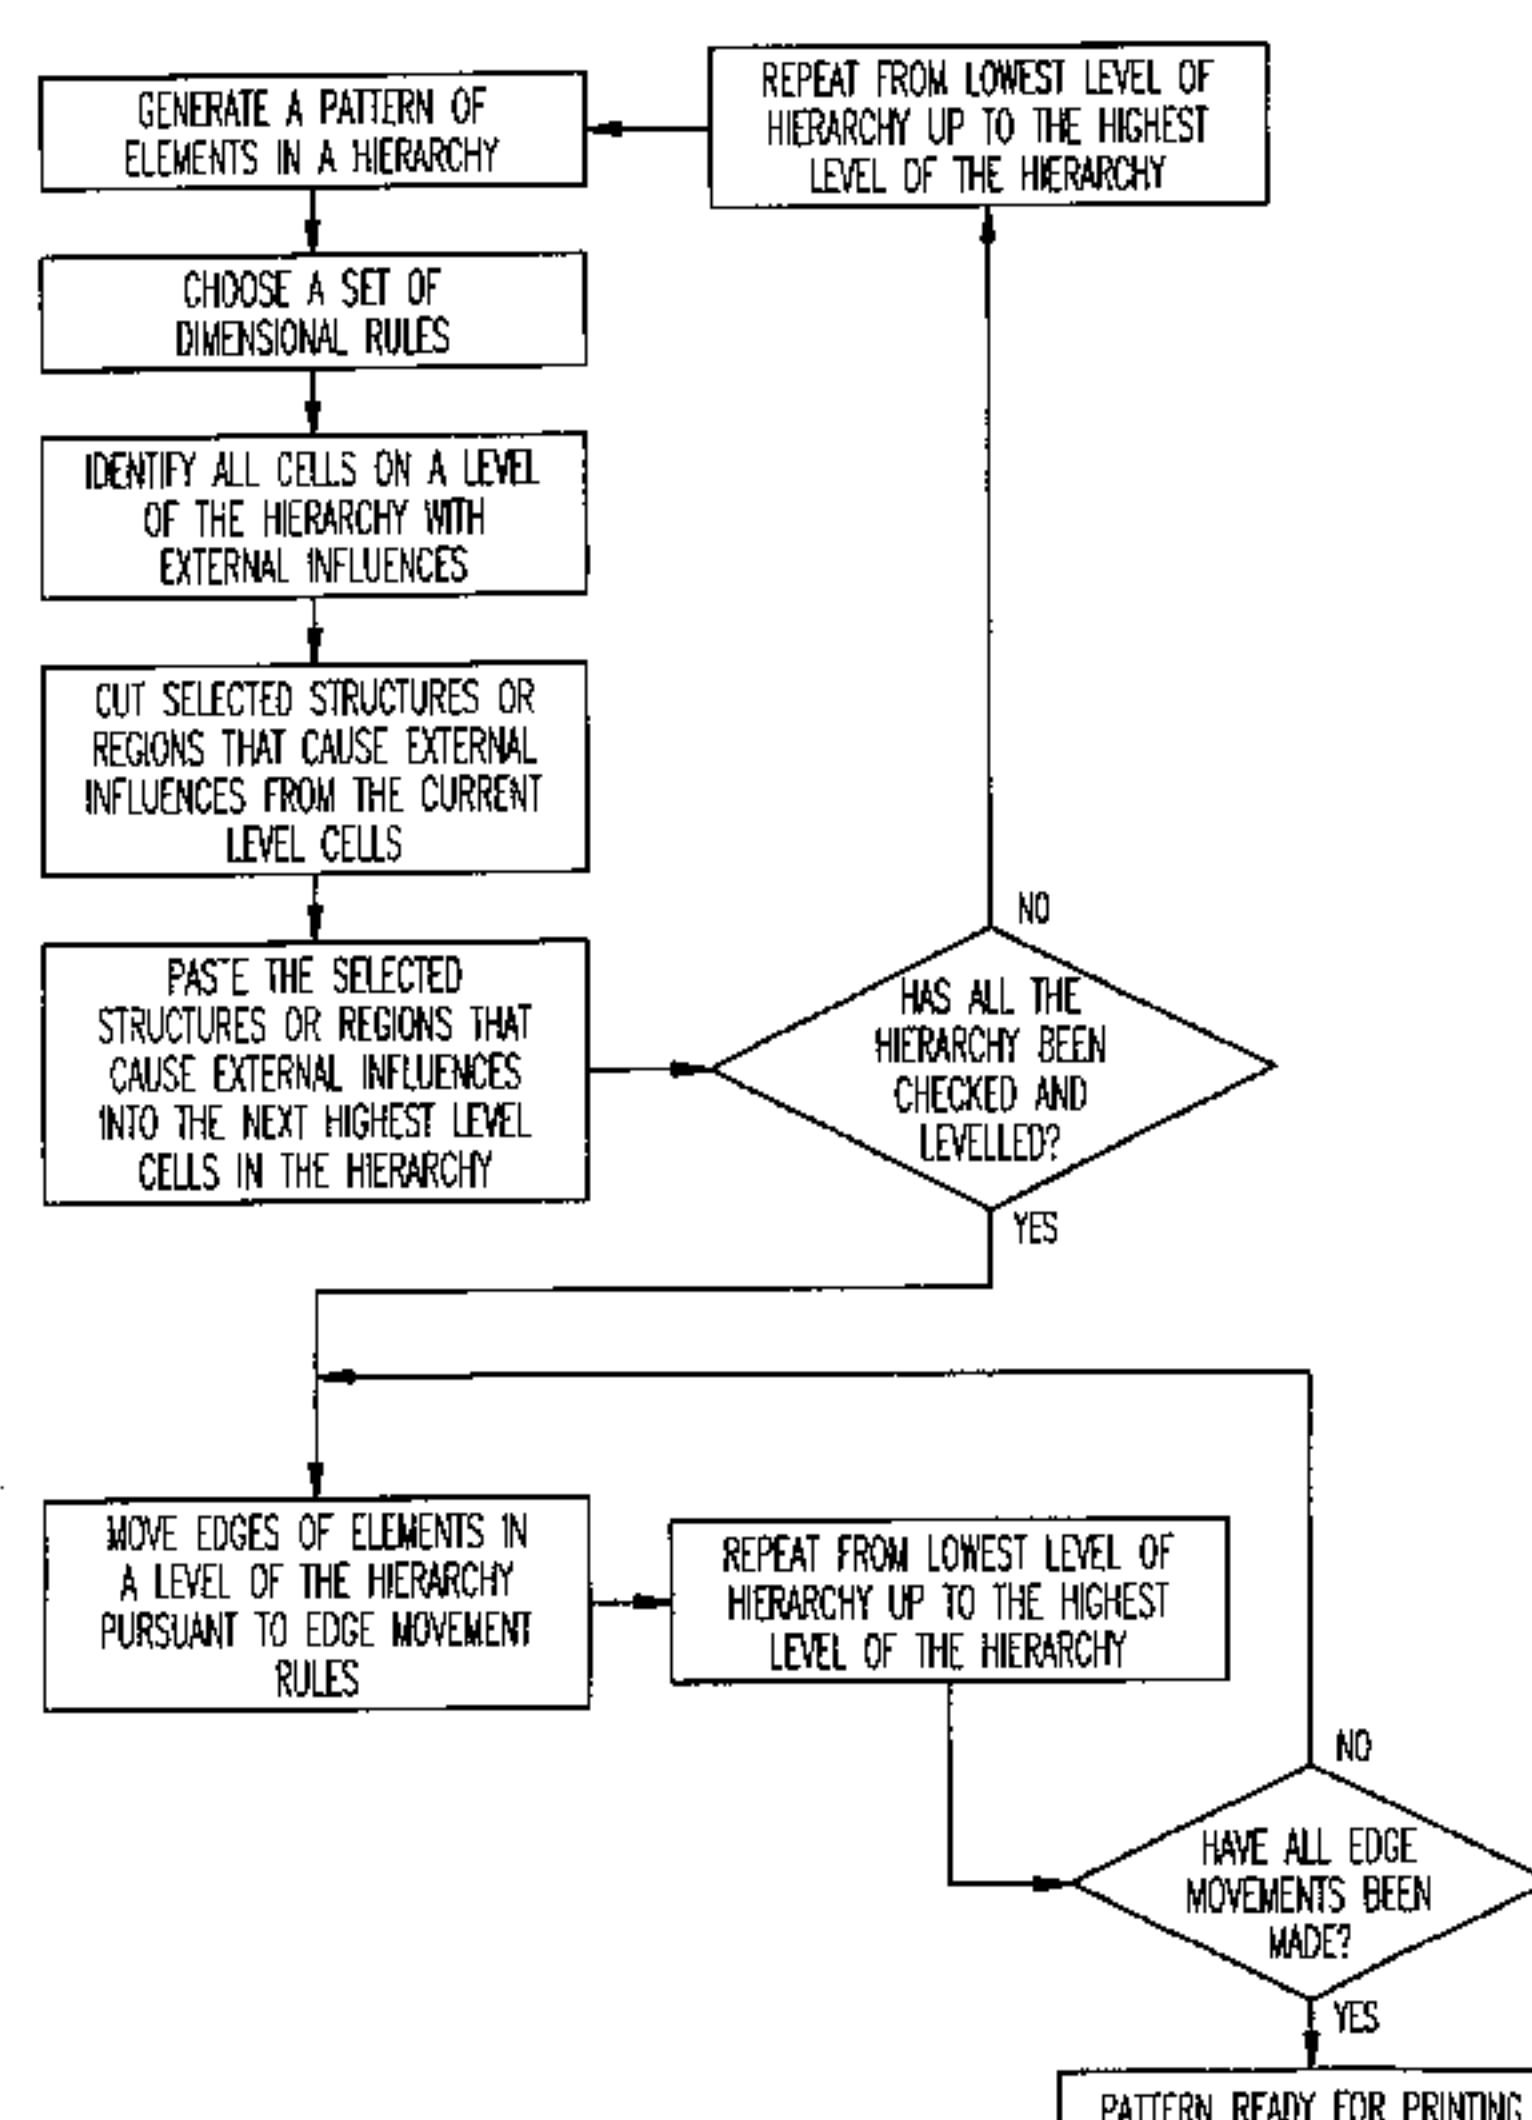 GENERATE A PATTERN OF
ELEMENTS IN A HIERARCHY
REPEAT FROM LOWEST LEVEL OF
HIERARCHY UP TO THE HIGHEST
LEVEL OF THE HIERARCHY
CHOOSE A SET OF
DIMENSIONAL RULES
IDENTIFY ALL CELLS ON A LEVEL
OF THE HIERARCHY WITH
EXTERNAL INFLUENCES
CUT SELECTED STRUCTURES OR
REGIONS THAT CAUSE EXTERNAL
INFLUENCES FROM THE CURRENT
LEVEL CELLS
PASTE THE SELECTED
STRUCTURES OR REGIONS THAT
CAUSE EXTERNAL INFLUENCES
INTO THE NEXT HIGHEST LEVEL
CELLS IN THE HIERARCHY
NO
HAS ALL THE
HIERARCHY BEEN
CHECKED AND
LEVELLED?
YES
MOVE EDGES OF ELEMENTS IN
A LEVEL OF THE HIERARCHY
PURSUANT TO EDGE MOVEMENT
RULES
REPEAT FROM LOWEST LEVEL OF
HIERARCHY UP TO THE HIGHEST
LEVEL OF THE HIERARCHY
NO
HAVE ALL EDGE
MOVEMENTS BEEN
MADE?
YES
PATTERN READY FOR PRINTING